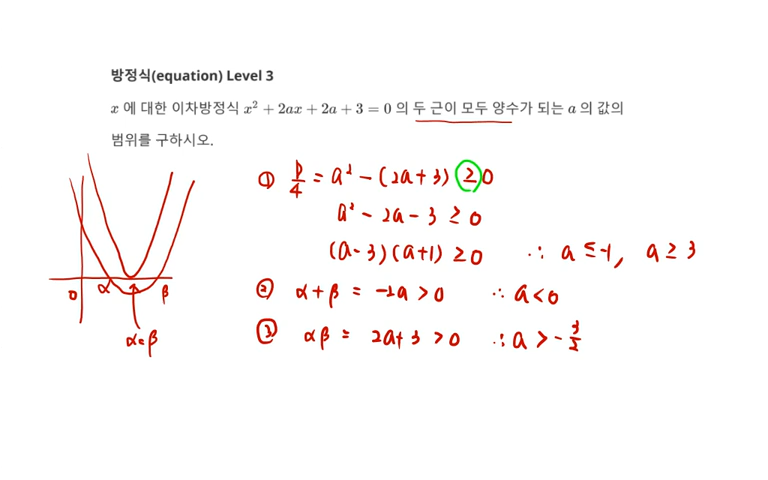 방정식(equation) Level 3
x 에 대한 이차방정식 x² + 2ax + 2a + 3 = 0 의 두 근이 모두 양수가 되는 a 의 값의
범위를 구하시오.
① D/4 = a² - (2a+3) ≥ 0
a² - 2a - 3 ≥ 0
(a-3)(a+1) ≥ 0 ∴ a ≤ -1, a ≥ 3
② α+β = -2a > 0 ∴ a < 0
③ αβ = 2a+3 > 0 ∴ a > -3/2
0 α β
α=β